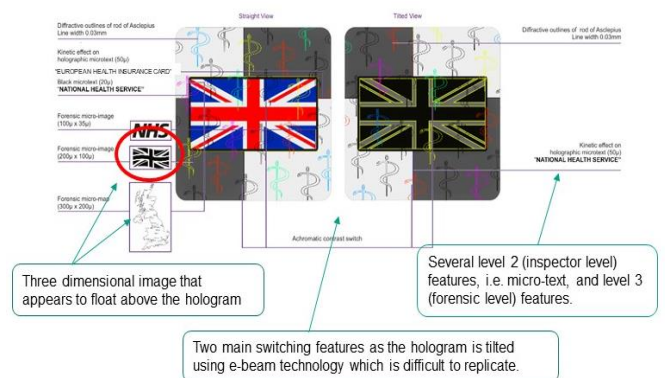 Straight View
Tilted View
Diffractive outlines of rod of Asclepius
Line width 0.03mm
Kinetic effect on
holographic microtext (50μ)
"EUROPEAN HEALTH INSURANCE CARD"
Black microtext (20μ)
"NATIONAL HEALTH SERVICE"
Forensic micro-image
(100μ x 35μ)
NHS
Forensic micro-image
(200μ x 100μ)
Forensic micro-map
(300μ x 200μ)
Diffractive outlines of rod of Asclepius
Line width 0.03mm
Kinetic effect on
holographic microtext (50μ)
"NATIONAL HEALTH SERVICE"
Achromatic contrast switch
Three dimensional image that
appears to float above the hologram
Several level 2 (inspector level)
features, i.e. micro-text, and level 3
(forensic level) features.
Two main switching features as the hologram is tilted
using e-beam technology which is difficult to replicate.